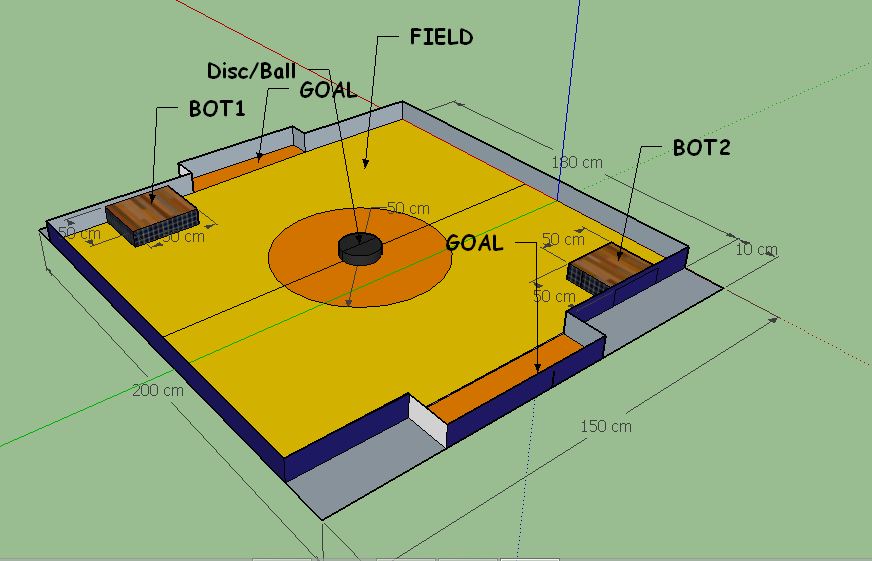 FIELD
Disc/Ball
GOAL
BOT1
BOT2
180 cm
50 cm
50 cm
50 cm
GOAL
50 cm
10 cm
50 cm
200 cm
150 cm